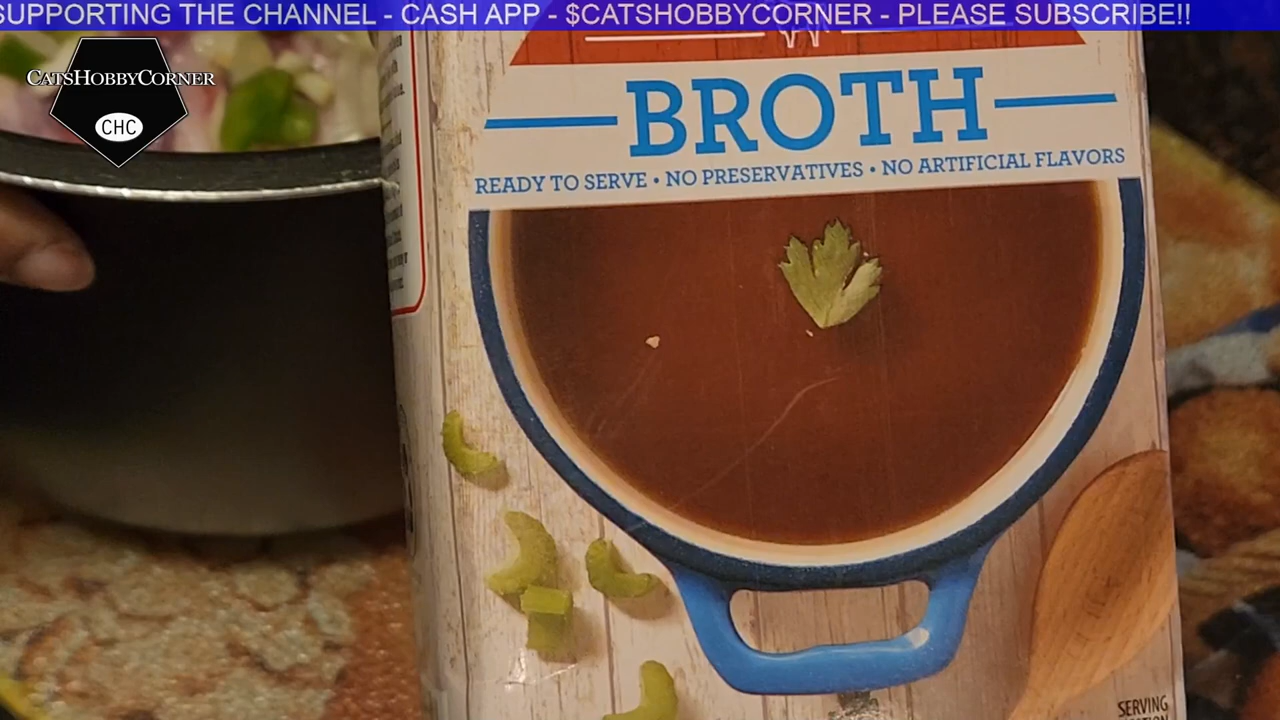 SUPPORTING THE CHANNEL - CASH APP - $CATSHOBBYCORNER - PLEASE SUBSCRIBE!!
CATSHOBBYCORNER
CHC
BROTH
READY TO SERVE • NO PRESERVATIVES • NO ARTIFICIAL FLAVORS
SERVING